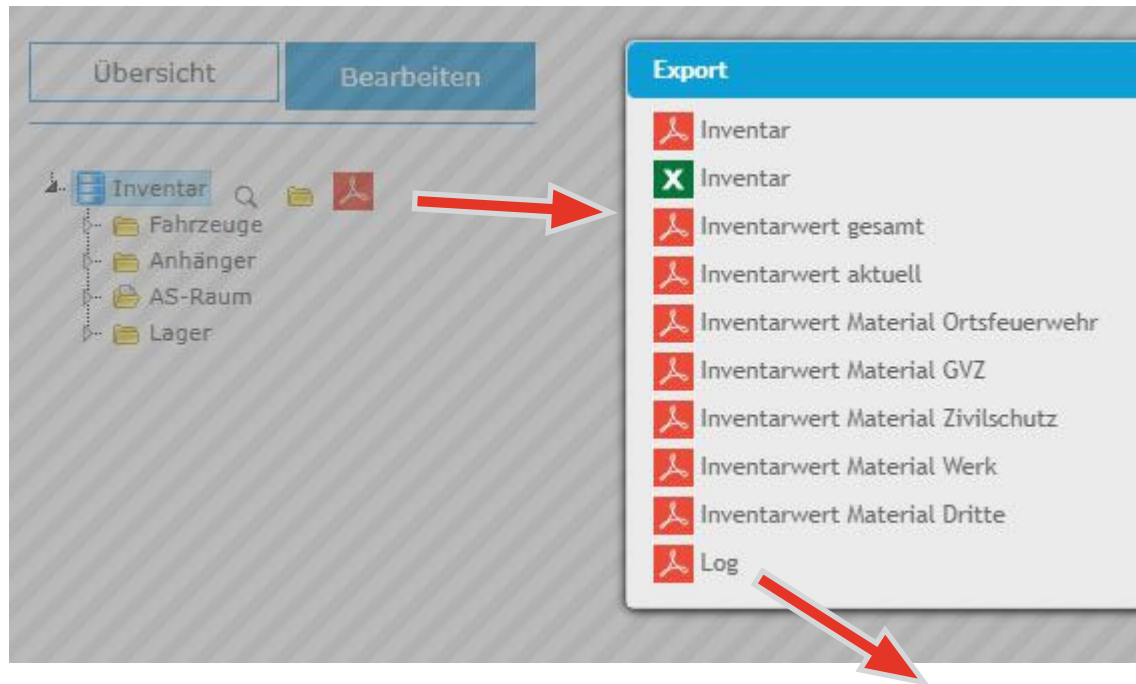 Übersicht
Bearbeiten
Inventar
Fahrzeuge
Anhänger
AS-Raum
Lager
Export
Inventar
X Inventar
Inventarwert gesamt
Inventarwert aktuell
Inventarwert Material Ortsfeuerwehr
Inventarwert Material GVZ
Inventarwert Material Zivilschutz
Inventarwert Material Werk
Inventarwert Material Dritte
Log